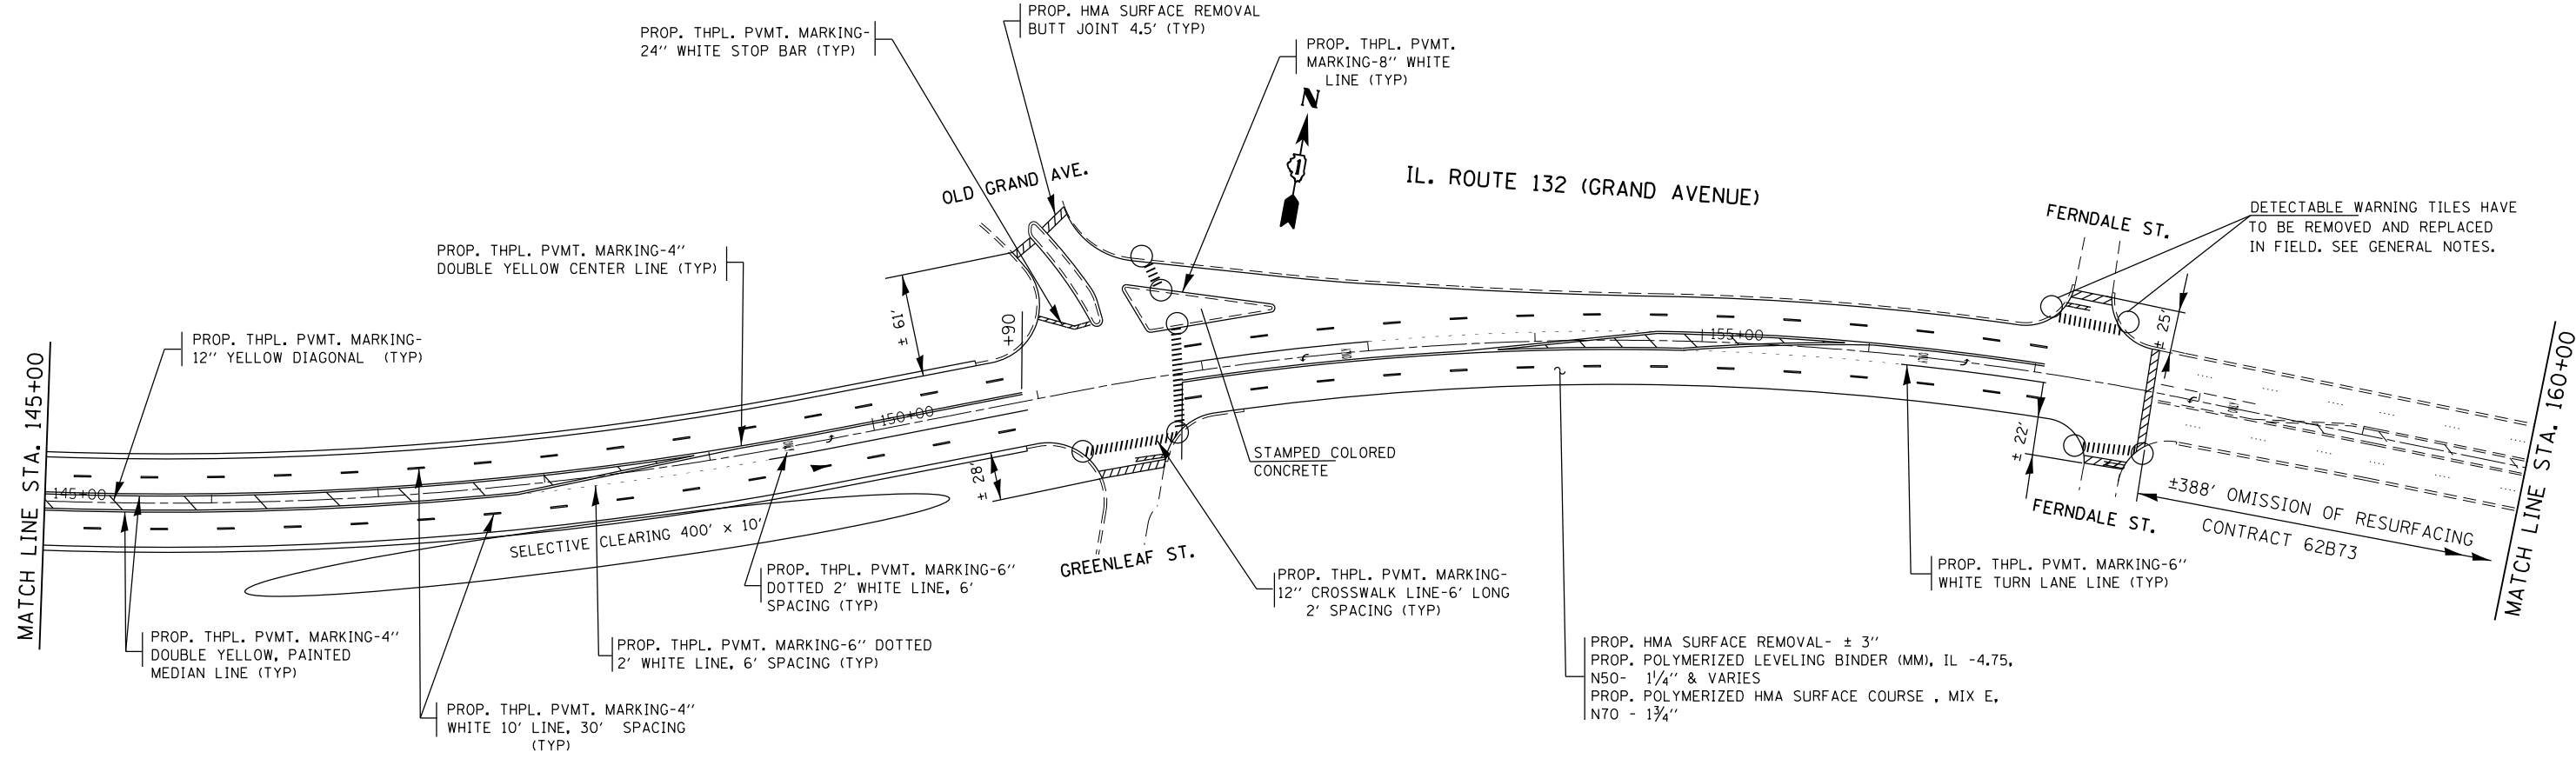 PROP. HMA SURFACE REMOVAL
BUTT JOINT 4.5' (TYP)
PROP. THPL. PVMT. MARKING-
24" WHITE STOP BAR (TYP)
PROP. THPL. PVMT.
MARKING-8" WHITE
LINE (TYP)
N
OLD GRAND AVE.
IL. ROUTE 132 (GRAND AVENUE)
FERNDALE ST.
DETECTABLE WARNING TILES HAVE
TO BE REMOVED AND REPLACED
IN FIELD. SEE GENERAL NOTES.
PROP. THPL. PVMT. MARKING-4"
DOUBLE YELLOW CENTER LINE (TYP)
PROP. THPL. PVMT. MARKING-
12" YELLOW DIAGONAL (TYP)
± 61'
+90
155+00
± 25'
150+00
145+00
MATCH LINE STA. 145+00
MATCH LINE STA. 160+00
± 28'
± 22'
STAMPED COLORED
CONCRETE
SELECTIVE CLEARING 400' x 10'
GREENLEAF ST.
FERNDALE ST.
±388' OMISSION OF RESURFACING
CONTRACT 62B73
PROP. THPL. PVMT. MARKING-6"
DOTTED 2' WHITE LINE, 6'
SPACING (TYP)
PROP. THPL. PVMT. MARKING-
12" CROSSWALK LINE-6' LONG
2' SPACING (TYP)
PROP. THPL. PVMT. MARKING-6"
WHITE TURN LANE LINE (TYP)
PROP. THPL. PVMT. MARKING-4"
DOUBLE YELLOW, PAINTED
MEDIAN LINE (TYP)
PROP. THPL. PVMT. MARKING-6" DOTTED
2' WHITE LINE, 6' SPACING (TYP)
PROP. HMA SURFACE REMOVAL- ± 3"
PROP. POLYMERIZED LEVELING BINDER (MM), IL -4.75,
N50- 1 1/4" & VARIES
PROP. POLYMERIZED HMA SURFACE COURSE , MIX E,
N70 - 1 3/4"
PROP. THPL. PVMT. MARKING-4"
WHITE 10' LINE, 30' SPACING
(TYP)